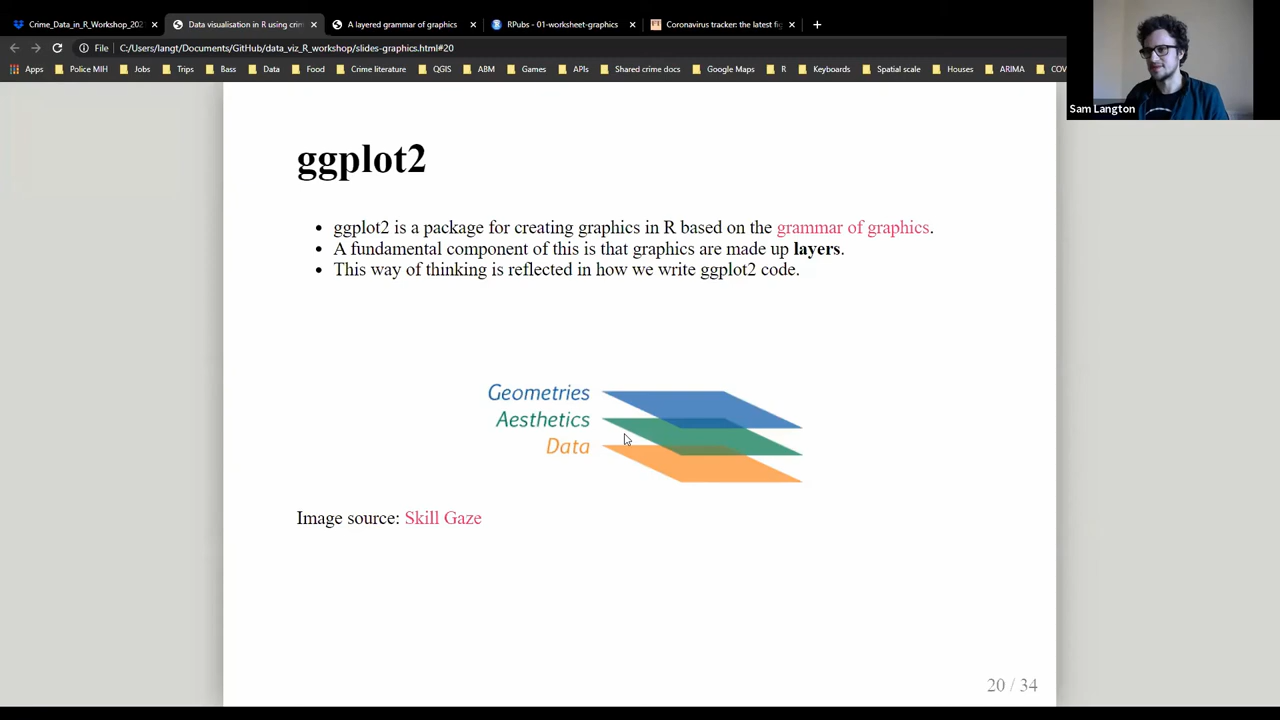 Crime_Data_in_R_Workshop_202
Data visualisation in R using crim
A layered grammar of graphics
RPubs - 01-worksheet-graphics
Coronavirus tracker: the latest fig
File
C:/Users/langt/Documents/GitHub/data_viz_R_workshop/slides-graphics.html#20
Apps
Police MIH
Jobs
Trips
Bass
Data
Food
Crime literature
QGIS
ABM
Games
APIs
Shared crime docs
Google Maps
R
Keyboards
Spatial scale
Houses
ARIMA
COV
Sam Langton
ggplot2
• ggplot2 is a package for creating graphics in R based on the grammar of graphics.
• A fundamental component of this is that graphics are made up layers.
• This way of thinking is reflected in how we write ggplot2 code.
Geometries
Aesthetics
Data
Image source: Skill Gaze
20 / 34